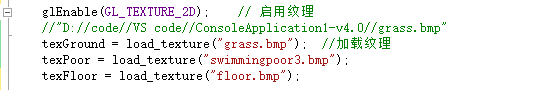 glEnable(GL_TEXTURE_2D);    // 启用纹理
//"D://code//VS code//ConsoleApplication1-v4.0//grass.bmp"
texGround = load_texture("grass.bmp");  //加载纹理
texPoor = load_texture("swimmingpoor3.bmp");
texFloor = load_texture("floor.bmp");